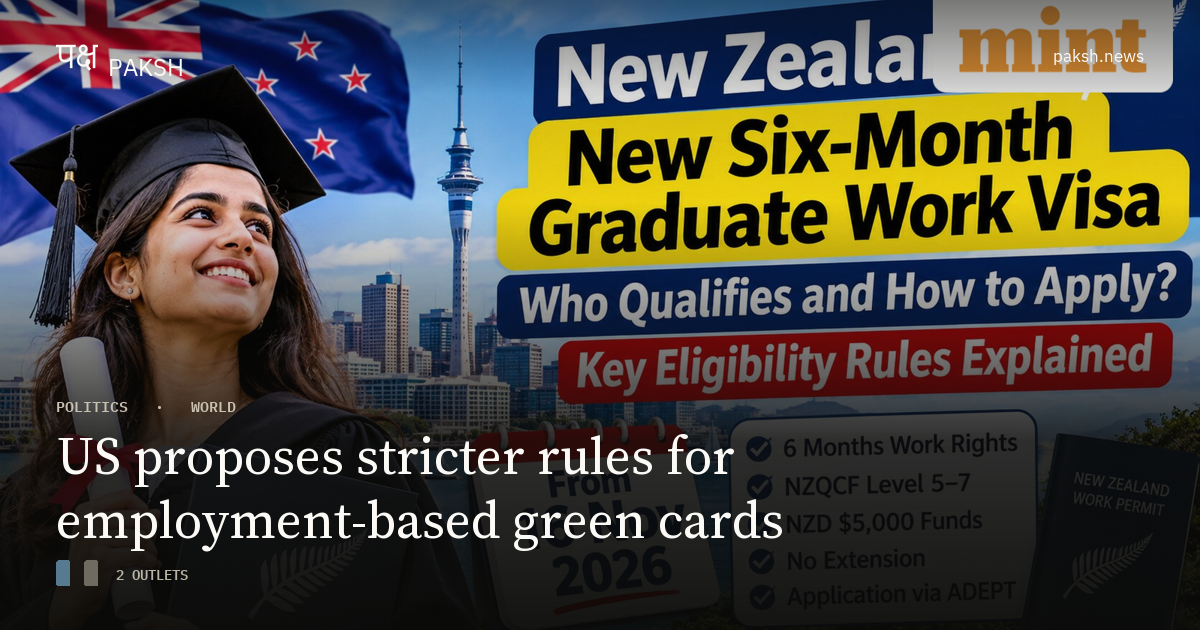 पक्ष PAKSH
mint
paksh.news
New Zealan
New Six-Month
Graduate Work Visa
Who Qualifies and How to Apply?
Key Eligibility Rules Explained
POLITICS · WORLD
US proposes stricter rules for
employment-based green cards
2 OUTLETS
From
Nov
2026
6 Months Work Rights
NZQCF Level 5–7
NZD $5,000 Funds
No Extension
Application via ADEPT
NEW ZEALAND
WORK PERMIT